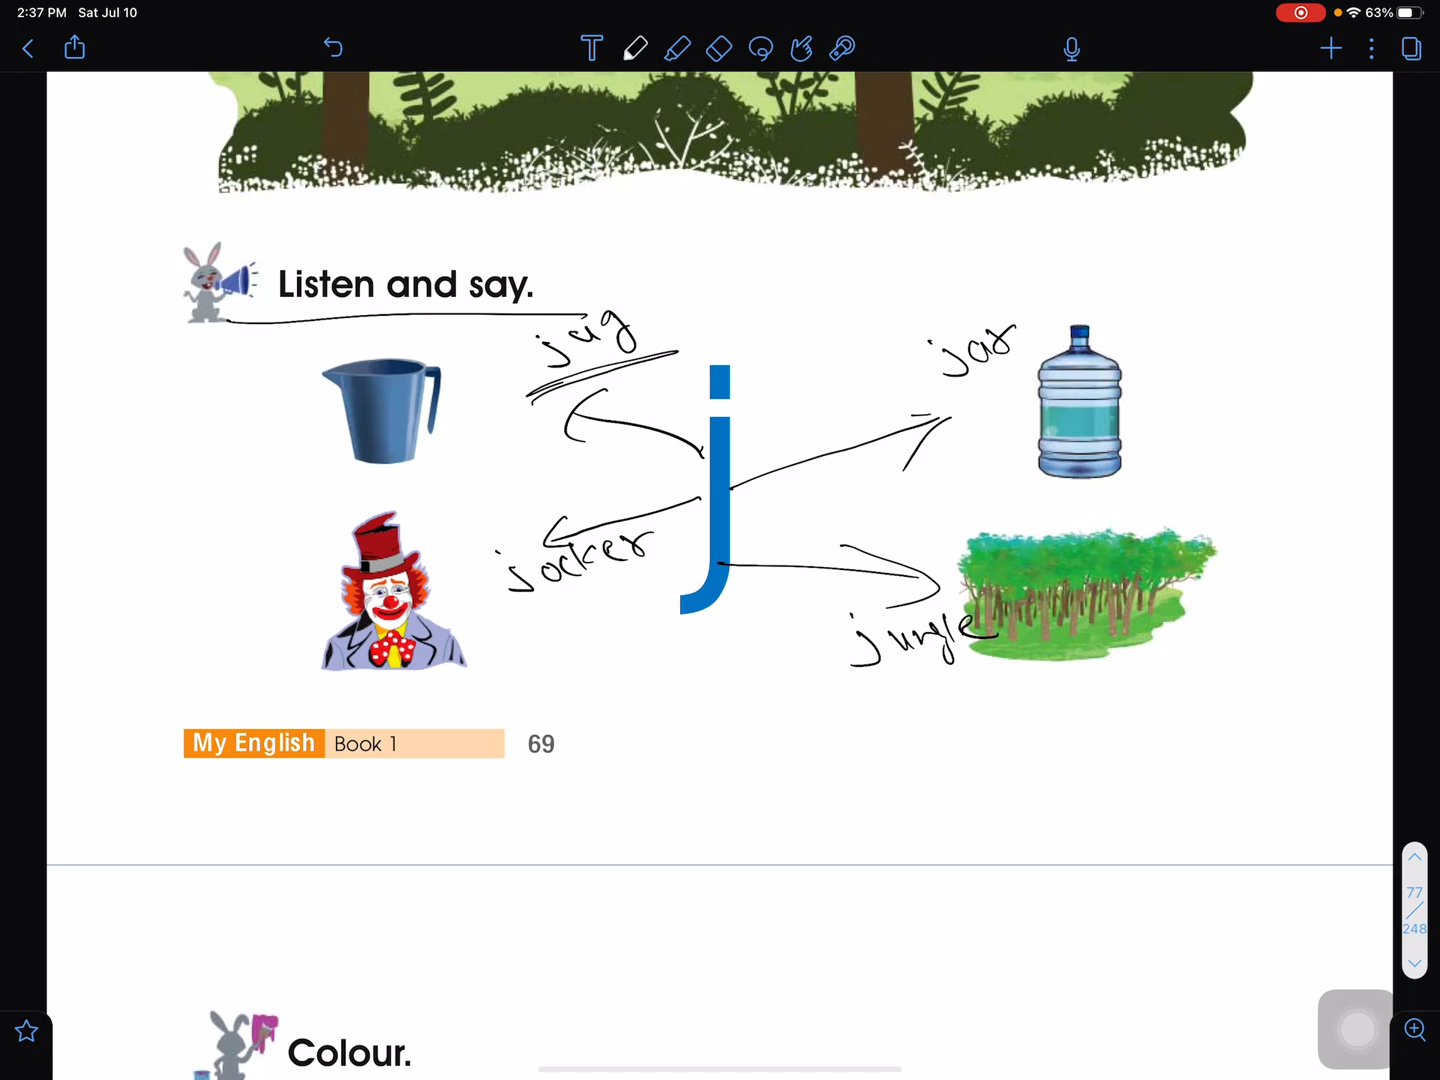 2:37 PM Sat Jul 10
63%
T
Listen and say.
jug
jar
j
jocker
jungle
My English Book 1 69
77
248
Colour.